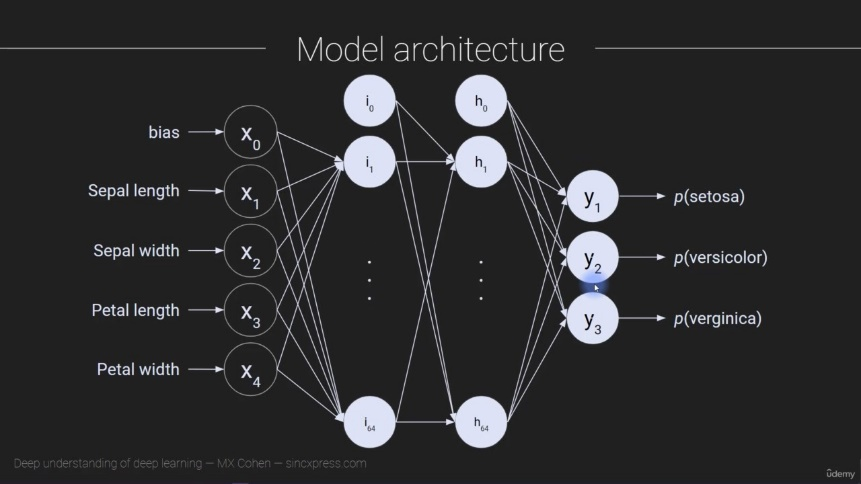 Model architecture
bias
x0
i0
h0
Sepal length
x1
i1
h1
y1
p(setosa)
Sepal width
x2
y2
p(versicolor)
Petal length
x3
y3
p(verginica)
Petal width
x4
i64
h64
Deep understanding of deep learning — MX Cohen — sincxpress.com
ûdemy